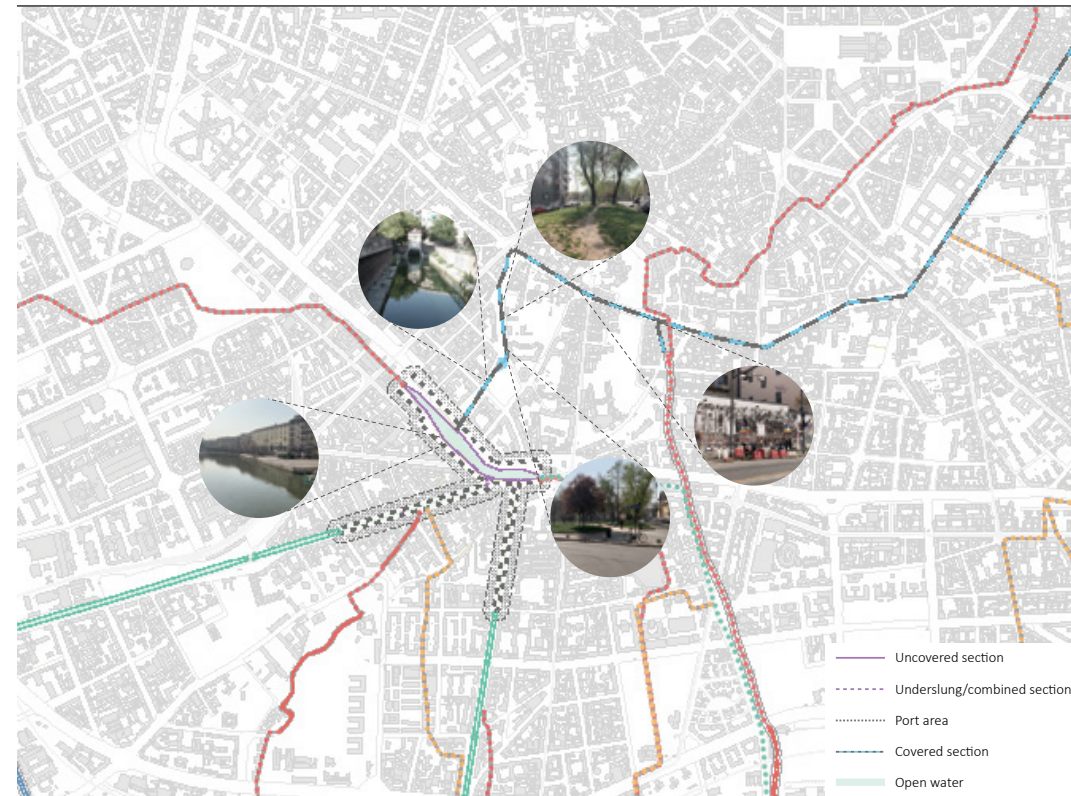 Uncovered section
Underslung/combined section
Port area
Covered section
Open water